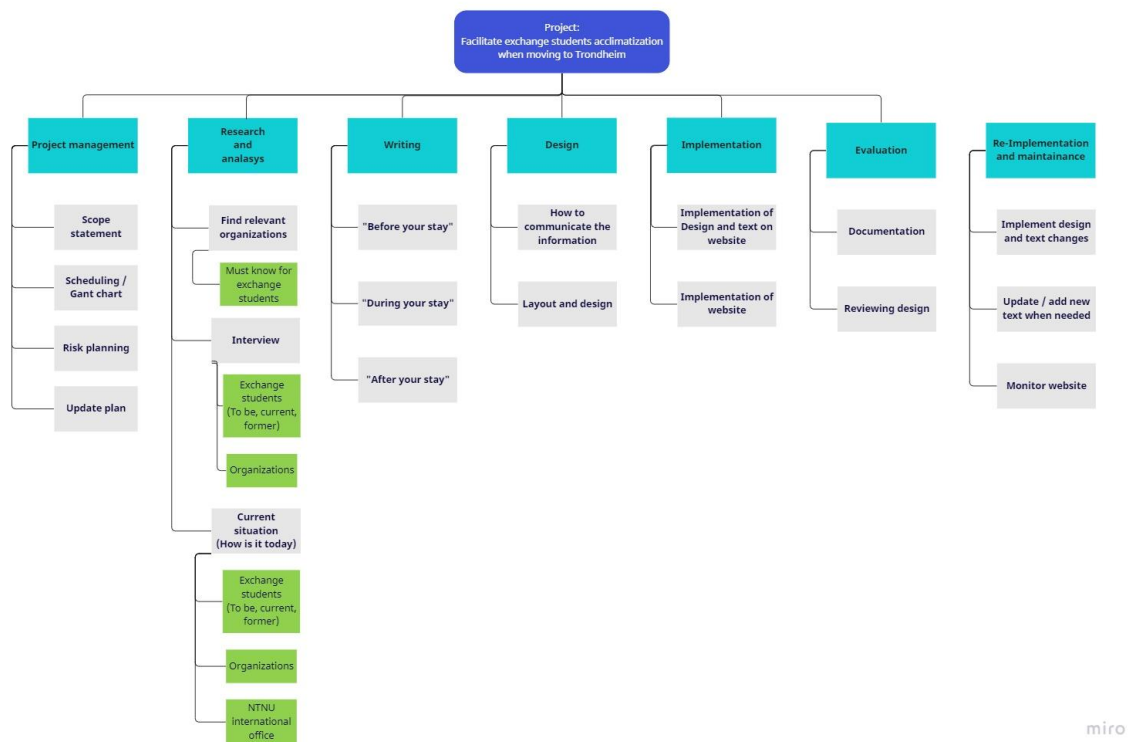 Project:
Facilitate exchange students acclimatization
when moving to Trondheim
Project management
Scope
statement
Scheduling /
Gant chart
Risk planning
Update plan
Research
and
analasys
Find relevant
organizations
Must know for
exchange
students
Interview
Exchange
students
(To be, current,
former)
Organizations
Current
situation
(How is it today)
Exchange
students
(To be, current,
former)
Organizations
NTNU
international
office
Writing
"Before your stay"
"During your stay"
"After your stay"
Design
How to
communicate the
information
Layout and design
Implementation
Implementation of
Design and text on
website
Implementation of
website
Evaluation
Documentation
Reviewing design
Re-Implementation
and maintainance
Implement design
and text changes
Update / add new
text when needed
Monitor website
miro